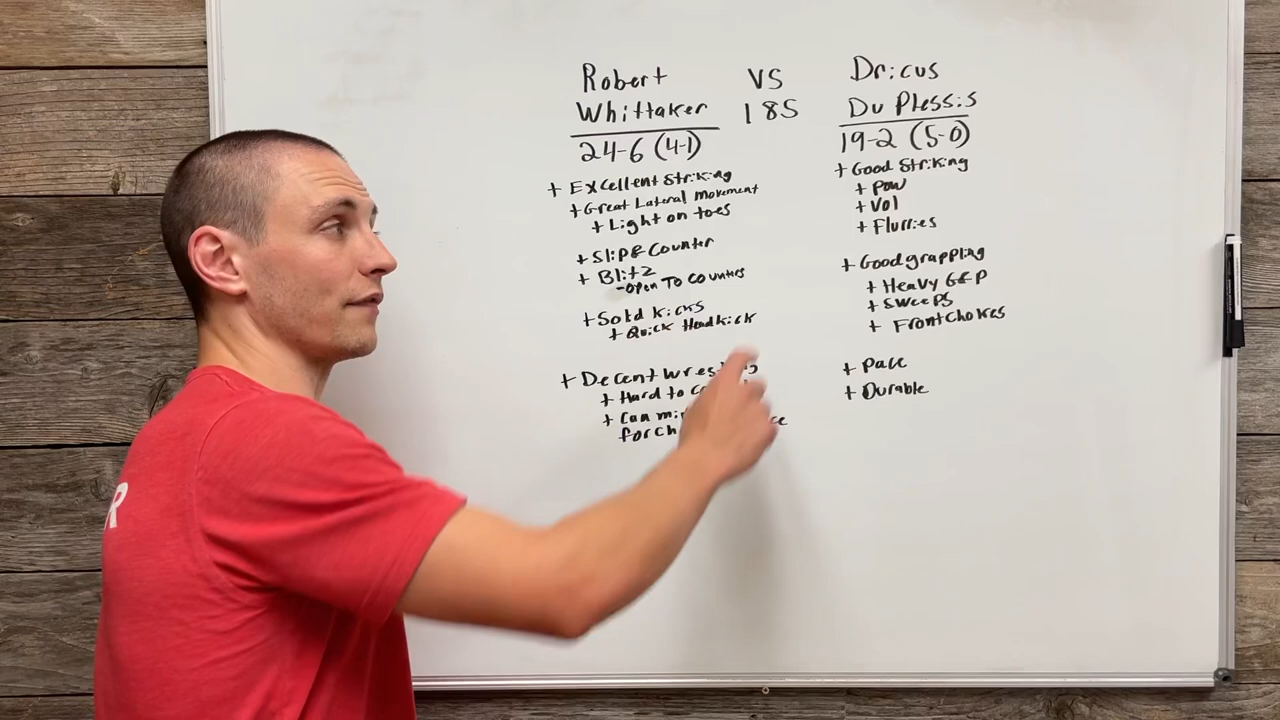 Robert
Whittaker
24-6 (4-1)
+ Excellent Striking
+ Great Lateral Movement
+ Light on toes
+ Slip & Counter
+ Blitz
- open To Counters
+ Solid kicks
+ Quick Headkick
+ Decent
+ Hard to
+ Can
VS
185
Dricus
Du Plessis
19-2 (5-0)
+ Good Striking
+ Pow
+ Vol
+ Flurries
+ Good grappling
+ Heavy G&P
+ Sweeps
+ Front Chokes
+ Pace
+ Durable
R